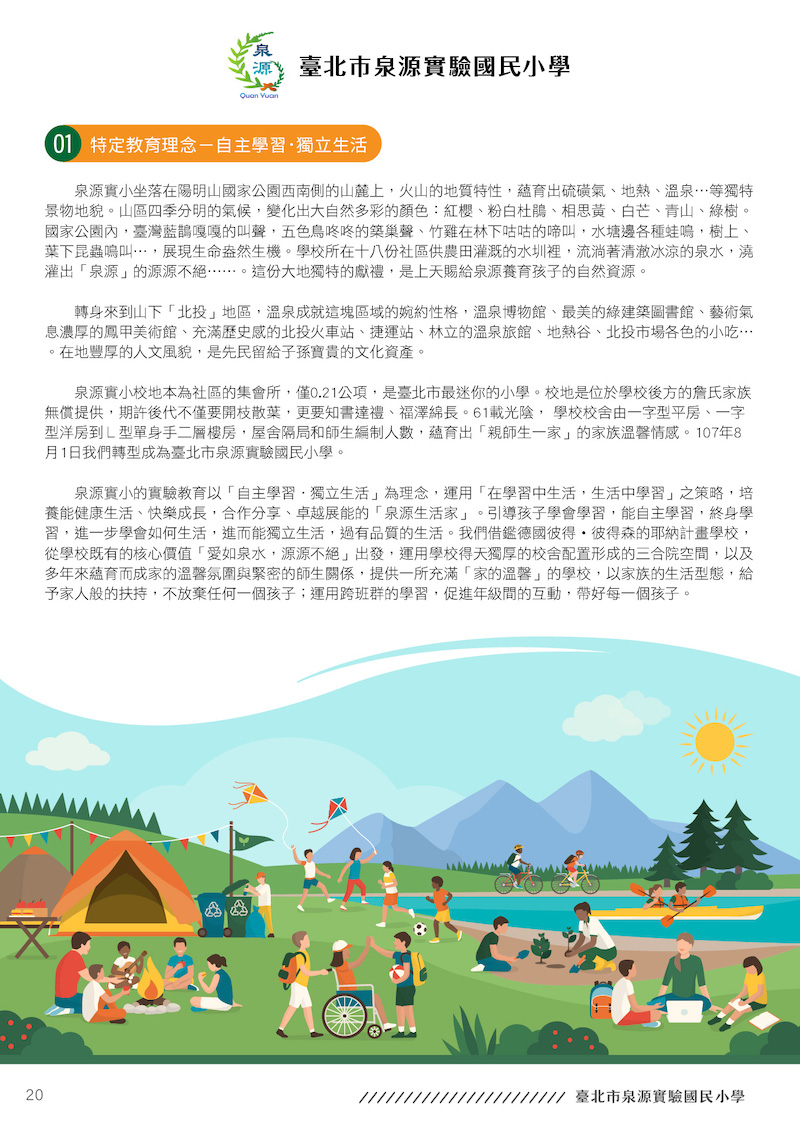 泉源
Quan Yuan
臺北市泉源實驗國民小學
01 特定教育理念－自主學習‧獨立生活
泉源實小坐落在陽明山國家公園西南側的山麓上，火山的地質特性，蘊育出硫磺氣、地熱、溫泉…等獨特
景物地貌。山區四季分明的氣候，變化出大自然多彩的顏色：紅櫻、粉白杜鵑、相思黃、白芒、青山、綠樹。
國家公園內，臺灣藍鵲嘎嘎的叫聲，五色鳥咚咚的築巢聲、竹雞在林下咕咕的啼叫，水塘邊各種蛙鳴，樹上、
葉下昆蟲鳴叫…，展現生命盎然生機。學校所在十八份社區供農田灌溉的水圳裡，流淌著清澈冰涼的泉水，澆
灌出「泉源」的源源不絕……。這份大地獨特的獻禮，是上天賜給泉源養育孩子的自然資源。
轉身來到山下「北投」地區，溫泉成就這塊區域的婉約性格，溫泉博物館、最美的綠建築圖書館、藝術氣
息濃厚的鳳甲美術館、充滿歷史感的北投火車站、捷運站、林立的溫泉旅館、地熱谷、北投市場各色的小吃…
。在地豐厚的人文風貌，是先民留給子孫寶貴的文化資產。
泉源實小校地本為社區的集會所，僅0.21公項，是臺北市最迷你的小學。校地是位於學校後方的詹氏家族
無償提供，期許後代不僅要開枝散葉，更要知書達禮、福澤綿長。61載光陰， 學校校舍由一字型平房、一字
型洋房到Ｌ型單身手二層樓房，屋舍隔局和師生編制人數，蘊育出「親師生一家」的家族溫馨情感。107年8
月1日我們轉型成為臺北市泉源實驗國民小學。
泉源實小的實驗教育以「自主學習．獨立生活」為理念，運用「在學習中生活，生活中學習」之策略，培
養能健康生活、快樂成長，合作分享、卓越展能的「泉源生活家」。引導孩子學會學習，能自主學習，終身學
習，進一步學會如何生活，進而能獨立生活，過有品質的生活。我們借鑑德國彼得•彼得森的耶納計畫學校，
從學校既有的核心價值「愛如泉水，源源不絕」出發，運用學校得天獨厚的校舍配置形成的三合院空間，以及
多年來蘊育而成家的溫馨氛圍與緊密的師生關係，提供一所充滿「家的溫馨」的學校，以家族的生活型態，給
予家人般的扶持，不放棄任何一個孩子；運用跨班群的學習，促進年級間的互動，帶好每一個孩子。
20
臺北市泉源實驗國民小學